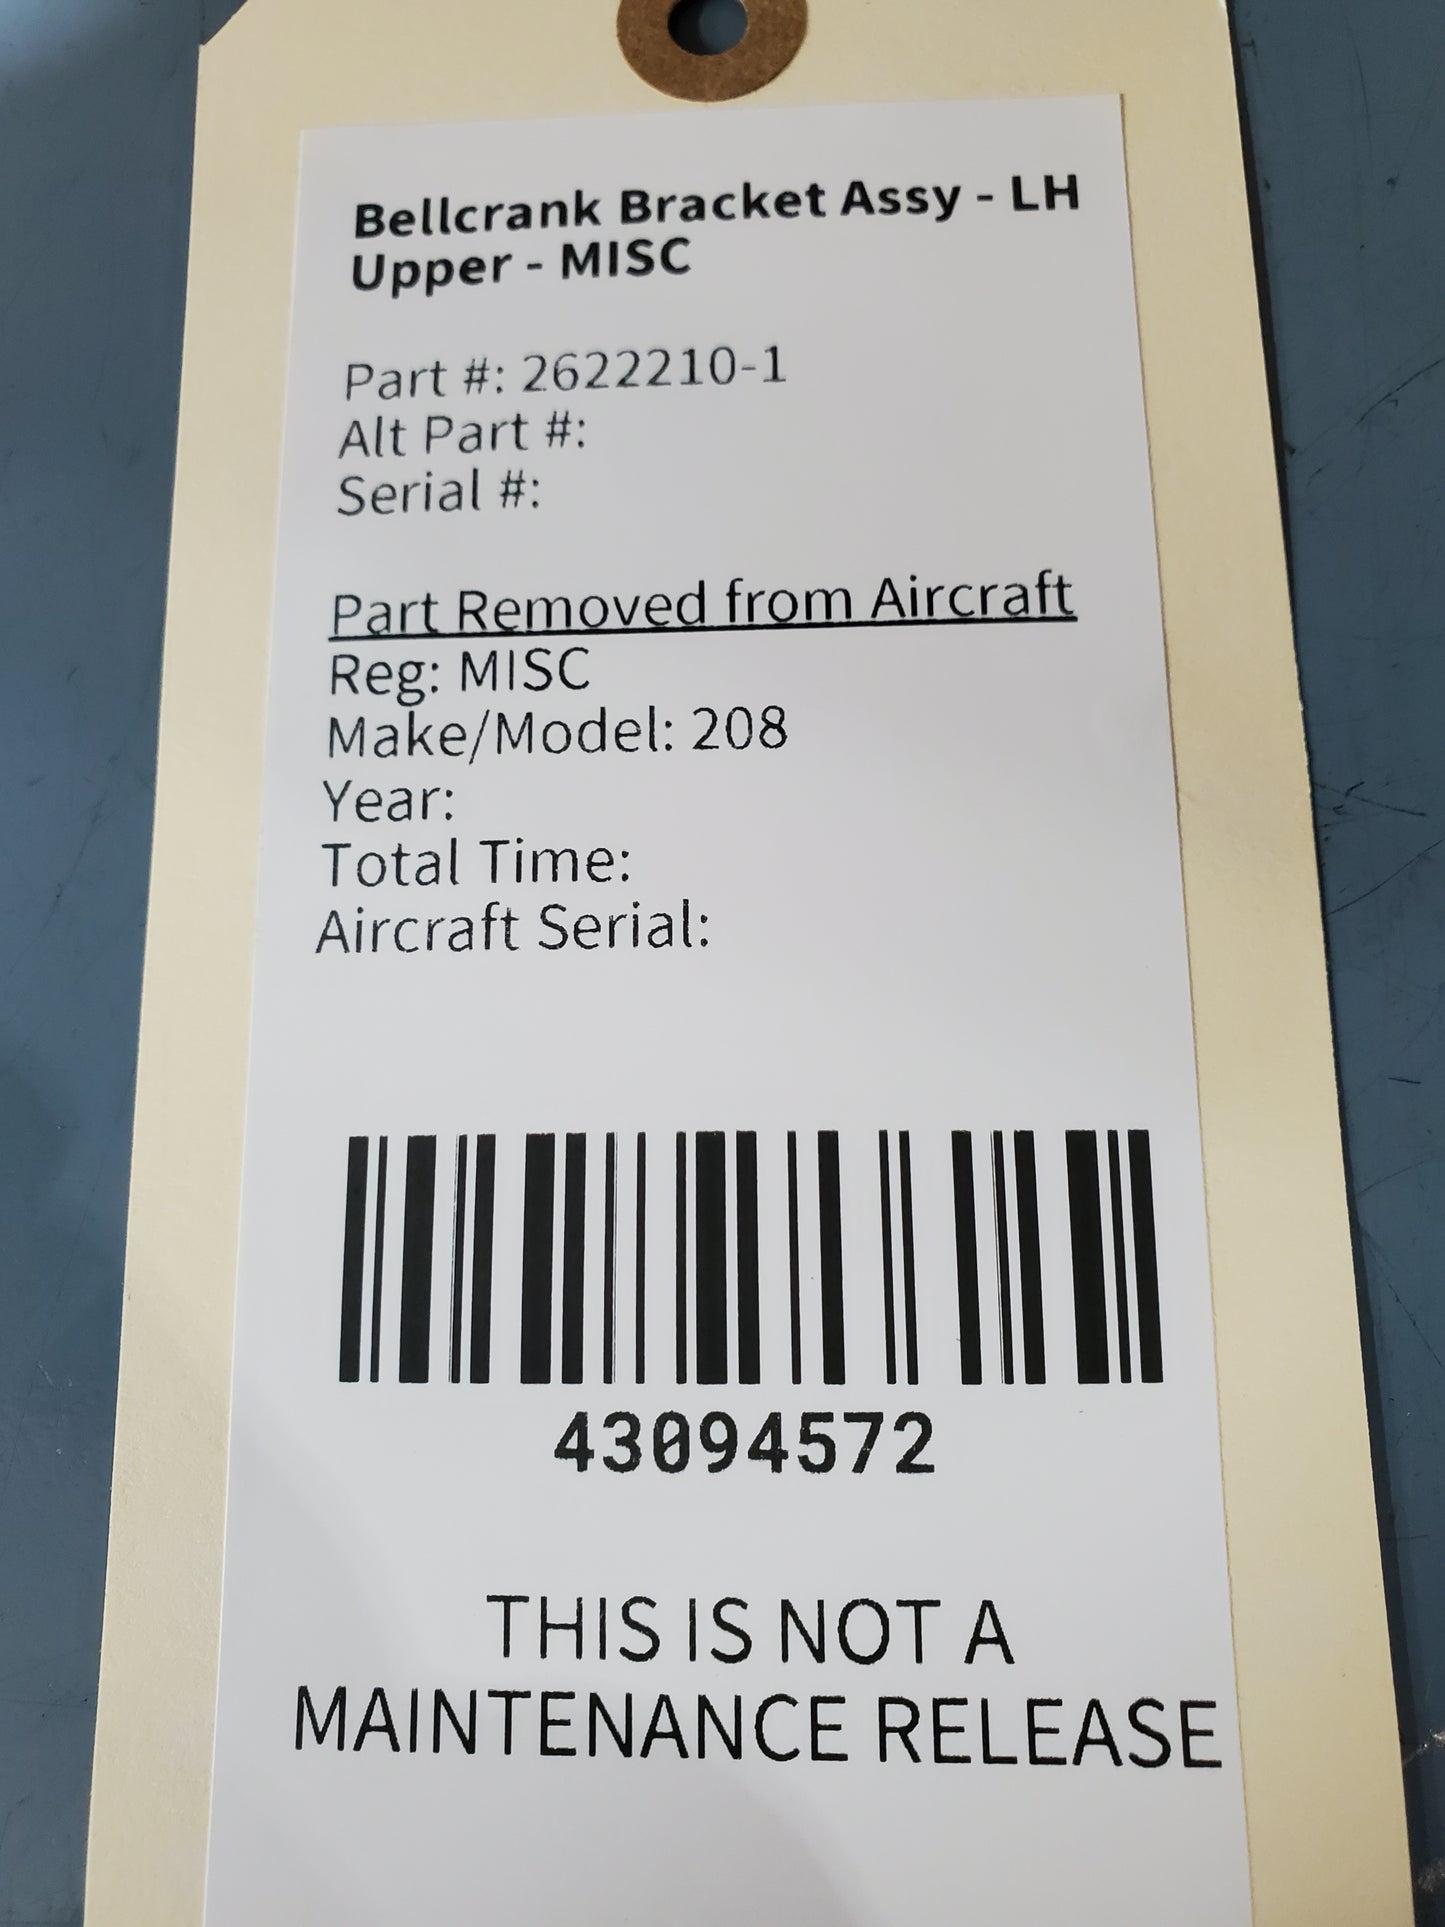 Bellcrank Bracket Assy - LH
Upper - MISC
Part #: 2622210-1
Alt Part #:
Serial #:
Part Removed from Aircraft
Reg: MISC
Make/Model: 208
Year:
Total Time:
Aircraft Serial:
43094572
THIS IS NOT A
MAINTENANCE RELEASE